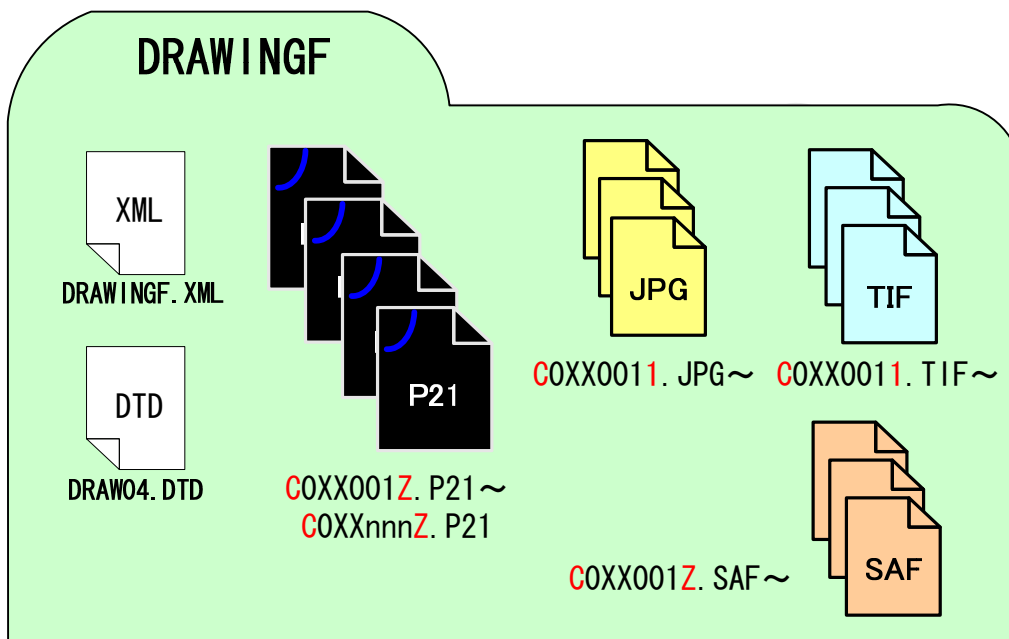 DRAWINGF
XML
DRAWINGF.XML
DTD
DRAW04.DTD
P21
C0XX001Z.P21～
C0XXnnnZ.P21
JPG
C0XX0011.JPG～
TIF
C0XX0011.TIF～
SAF
C0XX001Z.SAF～